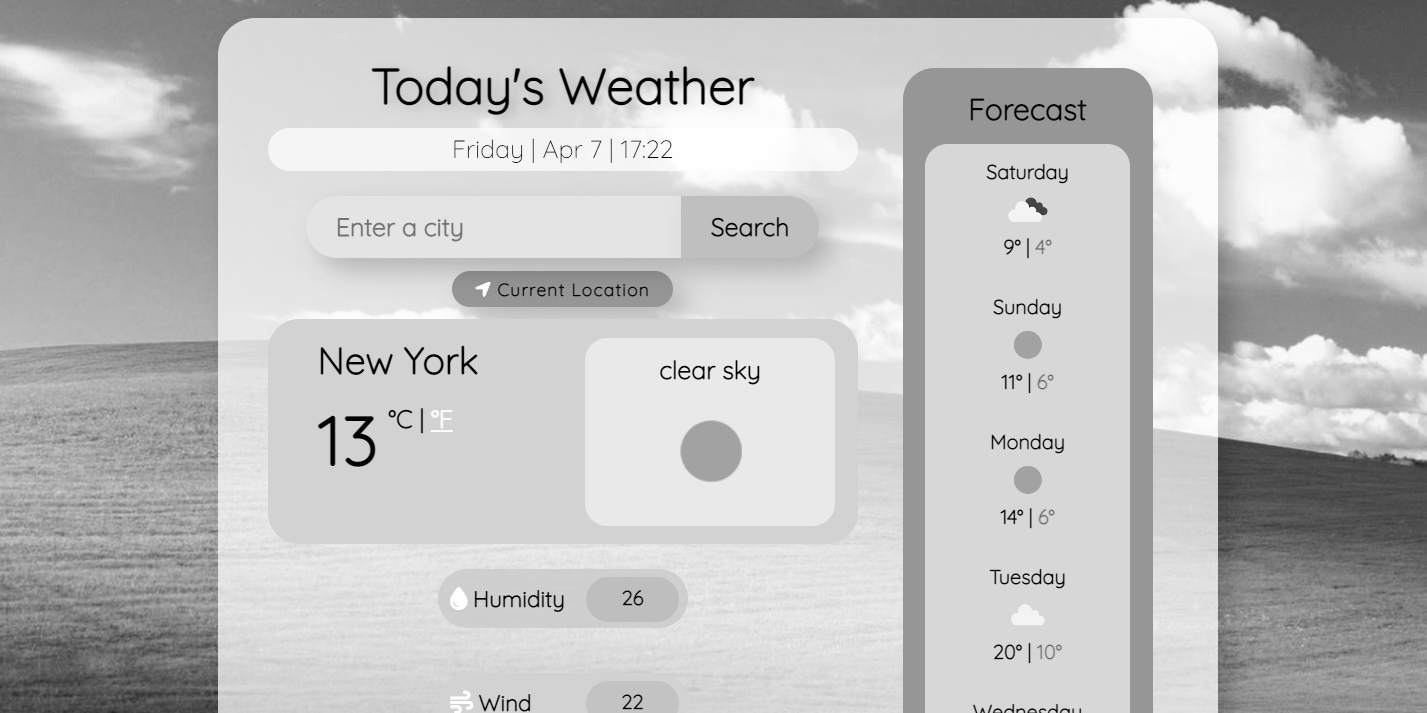 Today's Weather
Friday | Apr 7 | 17:22
Enter a city
Search
Current Location
New York
13 °C | °F
clear sky
Humidity 26
Wind 22
Forecast
Saturday
9° | 4°
Sunday
11° | 6°
Monday
14° | 6°
Tuesday
20° | 10°
Wednesday